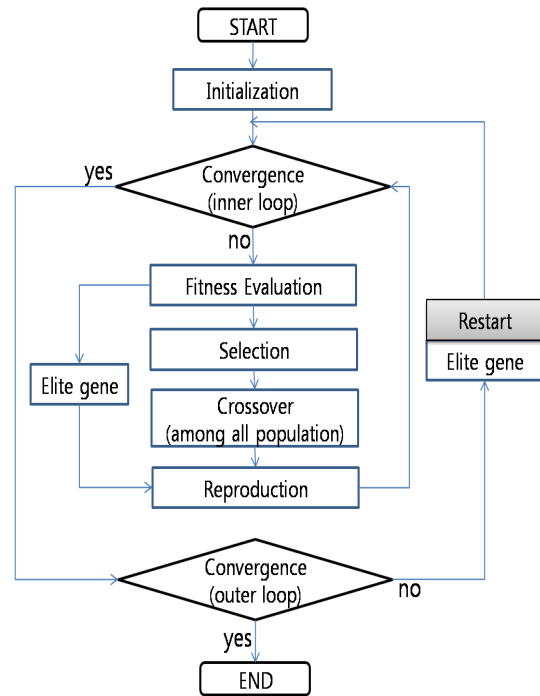 START
Initialization
yes
Convergence
(inner loop)
no
Fitness Evaluation
Restart
Selection
Elite gene
Elite gene
Crossover
(among all population)
Reproduction
Convergence
(outer loop)
no
yes
END